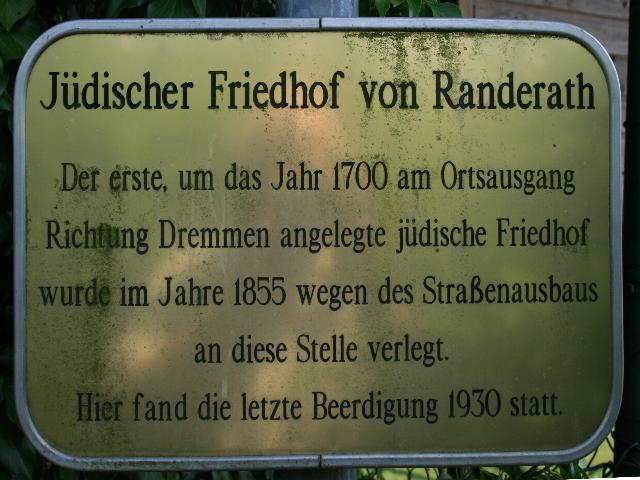 Jüdischer Friedhof von Randerath
Der erste, um das Jahr 1700 am Ortsausgang
Richtung Dremmen angelegte jüdische Friedhof
wurde im Jahre 1855 wegen des Straßenausbaus
an diese Stelle verlegt.
Hier fand die letzte Beerdigung 1930 statt.